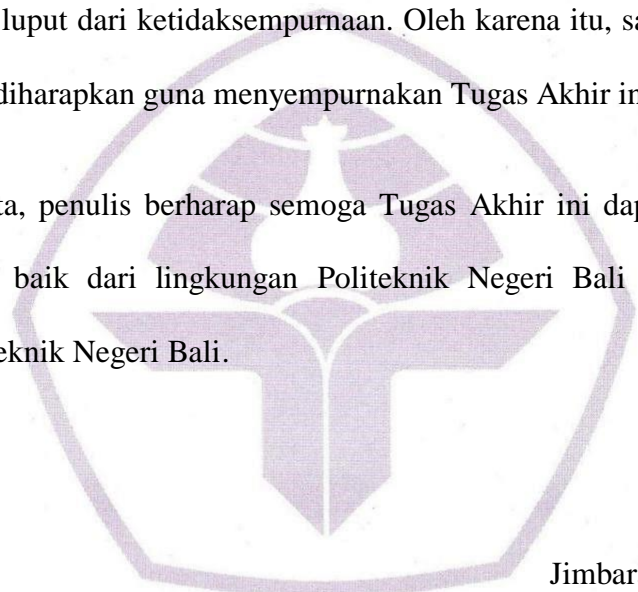 luput dari ketidaksempurnaan. Oleh karena itu, sa
diharapkan guna menyempurnakan Tugas Akhir in
ta, penulis berharap semoga Tugas Akhir ini dap
baik dari lingkungan Politeknik Negeri Bali
eknik Negeri Bali.
Jimbar